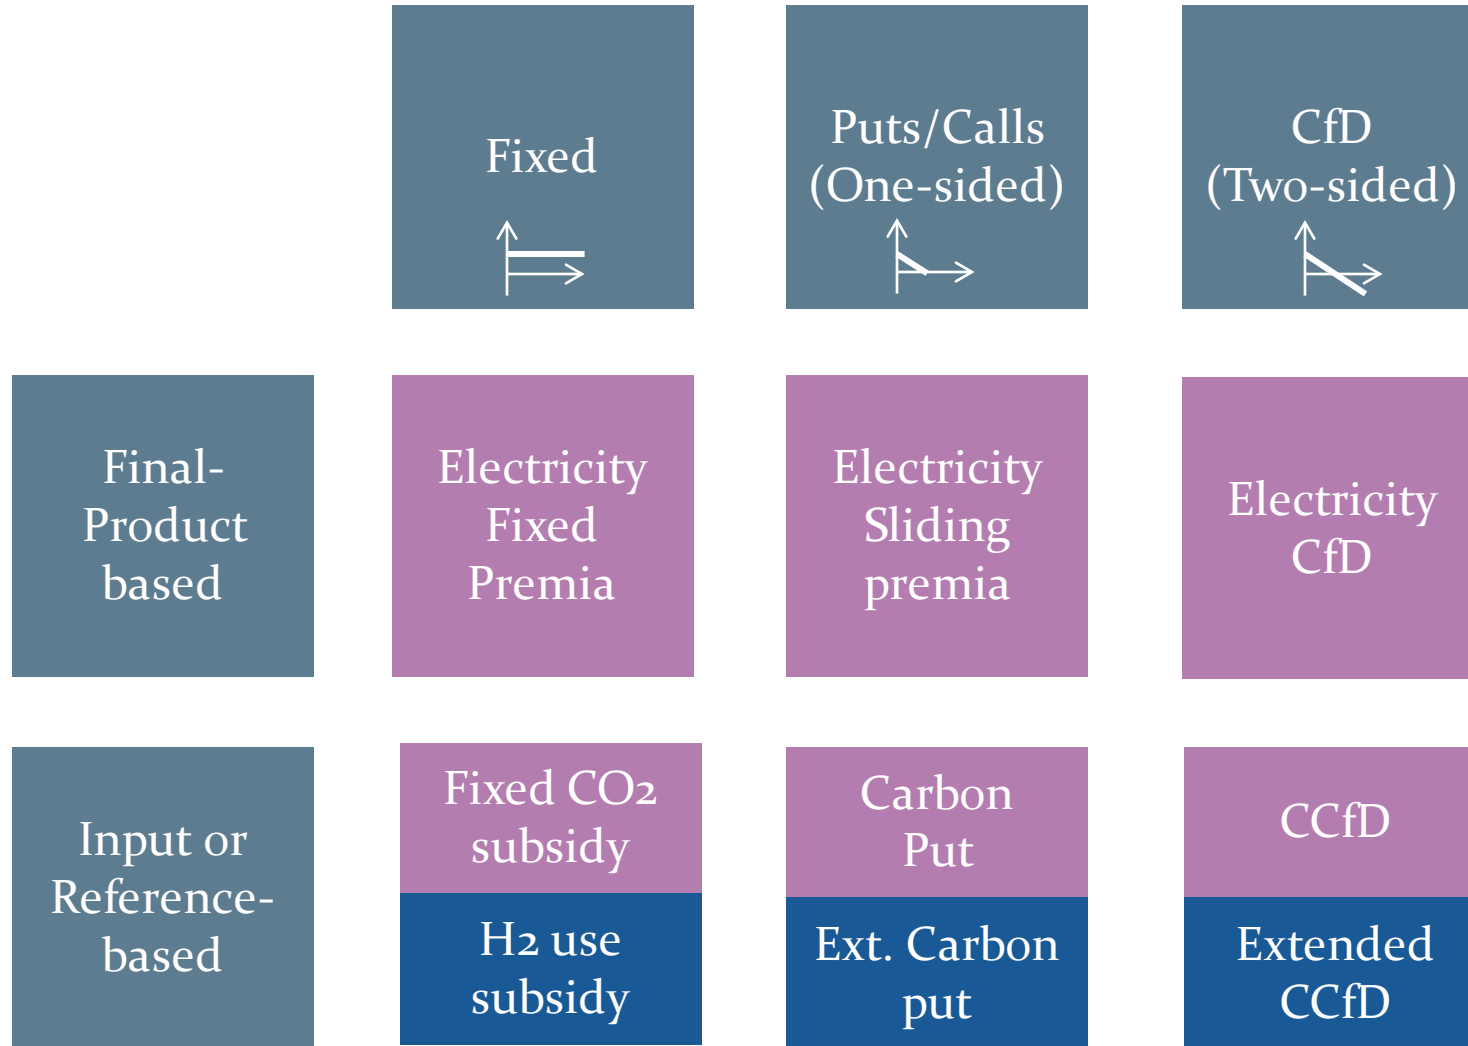 Fixed
Puts/Calls
(One-sided)
CfD
(Two-sided)
Final-
Product
based
Electricity
Fixed
Premia
Electricity
Sliding
premia
Electricity
CfD
Input or
Reference-
based
Fixed CO2
subsidy
H2 use
subsidy
Carbon
Put
Ext. Carbon
put
CCfD
Extended
CCfD